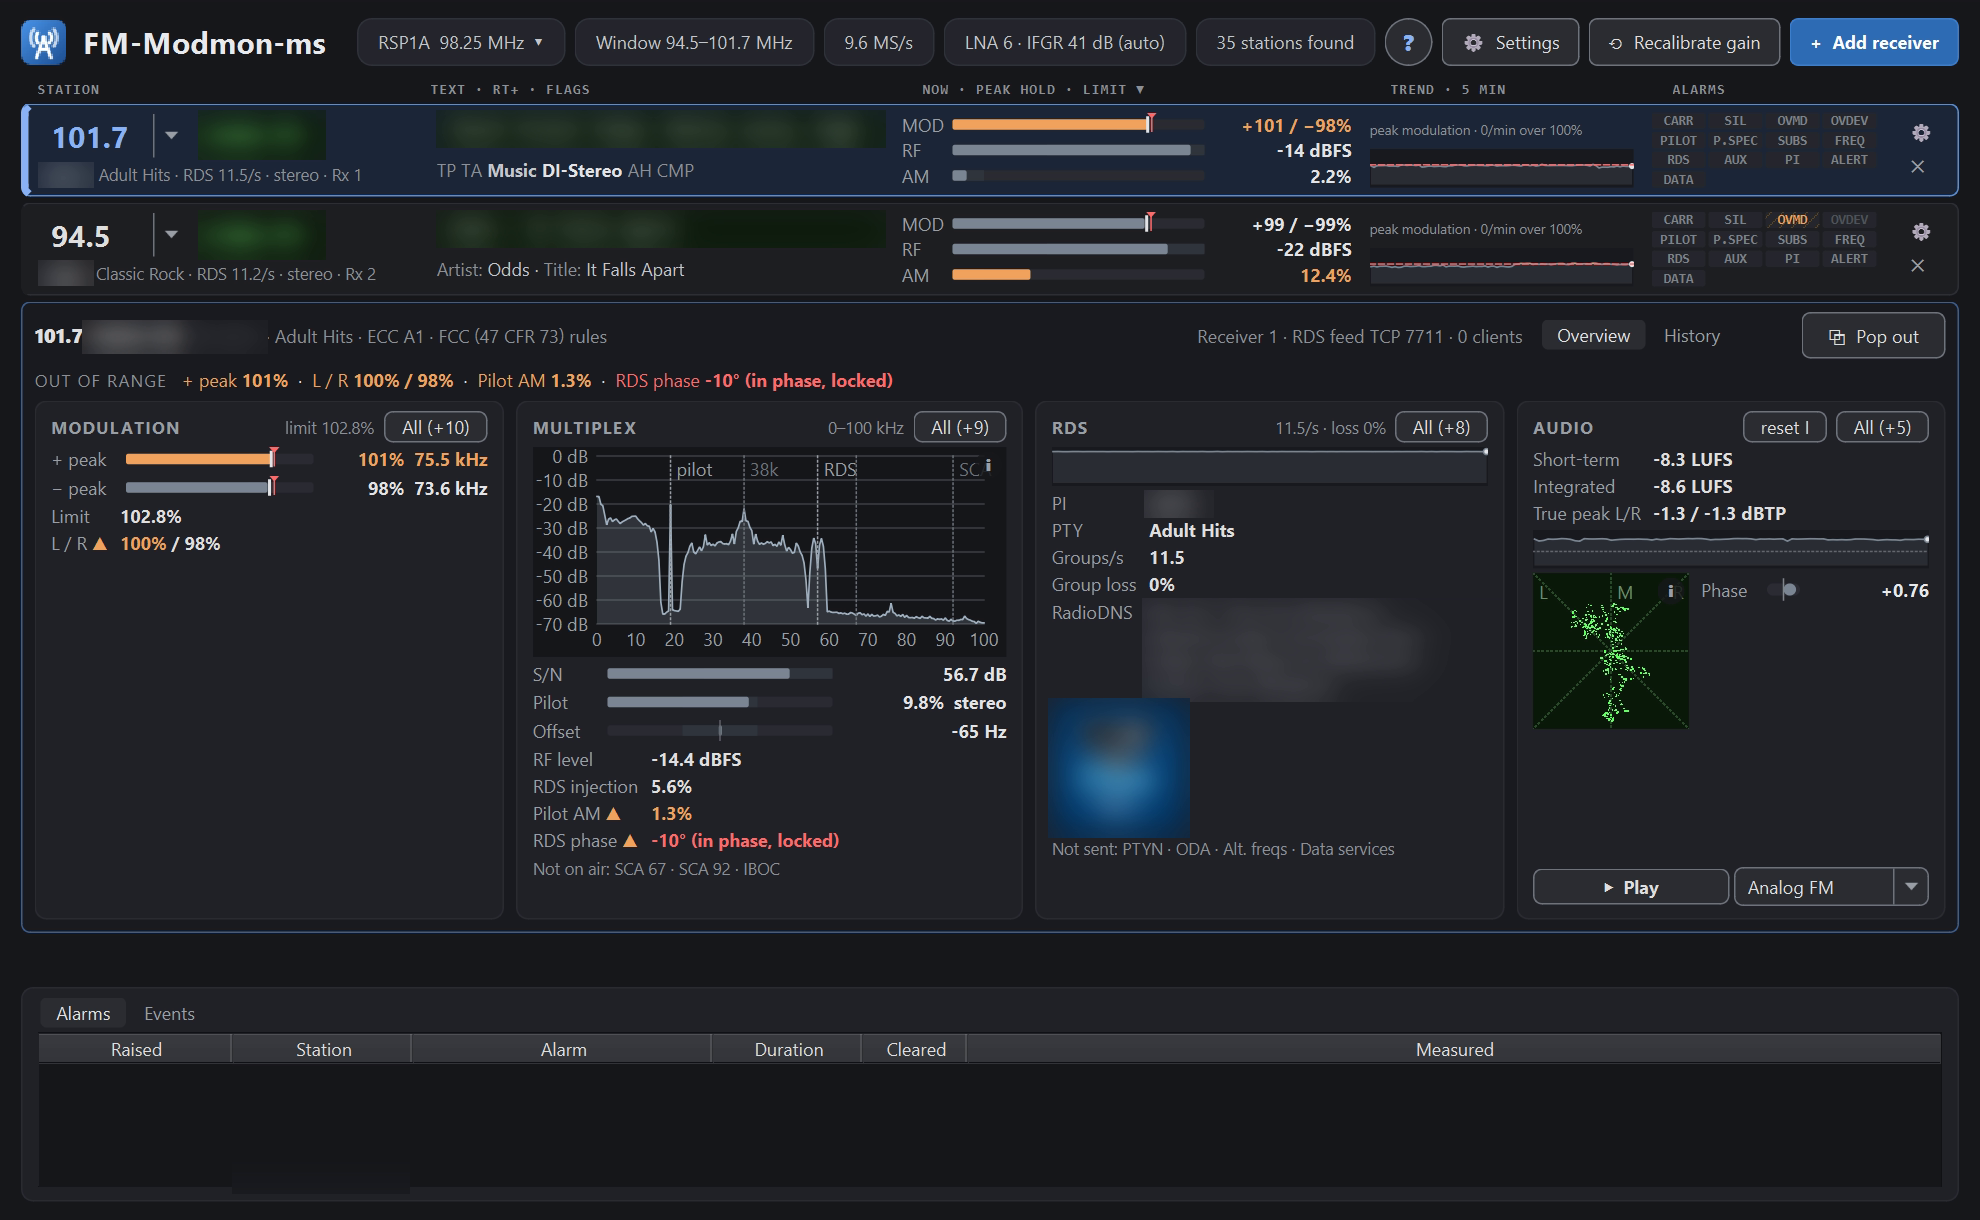 FM-Modmon-ms
RSP1A 98.25 MHz ▼
Window 94.5–101.7 MHz
9.6 MS/s
LNA 6 · IFGR 41 dB (auto)
35 stations found
?
Settings
Recalibrate gain
+ Add receiver
STATION
TEXT · RT+ · FLAGS
NOW · PEAK HOLD · LIMIT ▼
TREND · 5 MIN
ALARMS
101.7
Adult Hits · RDS 11.5/s · stereo · Rx 1
TP TA Music DI-Stereo AH CMP
MOD +101 / −98%
RF -14 dBFS
AM 2.2%
peak modulation · 0/min over 100%
CARR SIL OVMD OVDEV
PILOT P.SPEC SUBS FREQ
RDS AUX PI ALERT
DATA
94.5
Classic Rock · RDS 11.2/s · stereo · Rx 2
Artist: Odds · Title: It Falls Apart
MOD +99 / −99%
RF -22 dBFS
AM 12.4%
peak modulation · 0/min over 100%
CARR SIL OVMD OVDEV
PILOT P.SPEC SUBS FREQ
RDS AUX PI ALERT
DATA
101.7
· Adult Hits · ECC A1 · FCC (47 CFR 73) rules
Receiver 1 · RDS feed TCP 7711 · 0 clients
Overview
History
Pop out
OUT OF RANGE + peak 101% · L / R 100% / 98% · Pilot AM 1.3% · RDS phase -10° (in phase, locked)
MODULATION
limit 102.8%
All (+10)
+ peak 101% 75.5 kHz
− peak 98% 73.6 kHz
Limit 102.8%
L / R ▲ 100% / 98%
MULTIPLEX
0–100 kHz
All (+9)
0 dB
-10 dB
-20 dB
-30 dB
-40 dB
-50 dB
-60 dB
-70 dB
pilot
38k
RDS
SC
i
0 10 20 30 40 50 60 70 80 90 100
S/N 56.7 dB
Pilot 9.8% stereo
Offset -65 Hz
RF level -14.4 dBFS
RDS injection 5.6%
Pilot AM ▲ 1.3%
RDS phase ▲ -10° (in phase, locked)
Not on air: SCA 67 · SCA 92 · IBOC
RDS
11.5/s · loss 0%
All (+8)
PI
PTY Adult Hits
Groups/s 11.5
Group loss 0%
RadioDNS
Not sent: PTYN · ODA · Alt. freqs · Data services
AUDIO
reset I
All (+5)
Short-term -8.3 LUFS
Integrated -8.6 LUFS
True peak L/R -1.3 / -1.3 dBTP
L M i
Phase +0.76
Play
Analog FM
Alarms
Events
Raised
Station
Alarm
Duration
Cleared
Measured